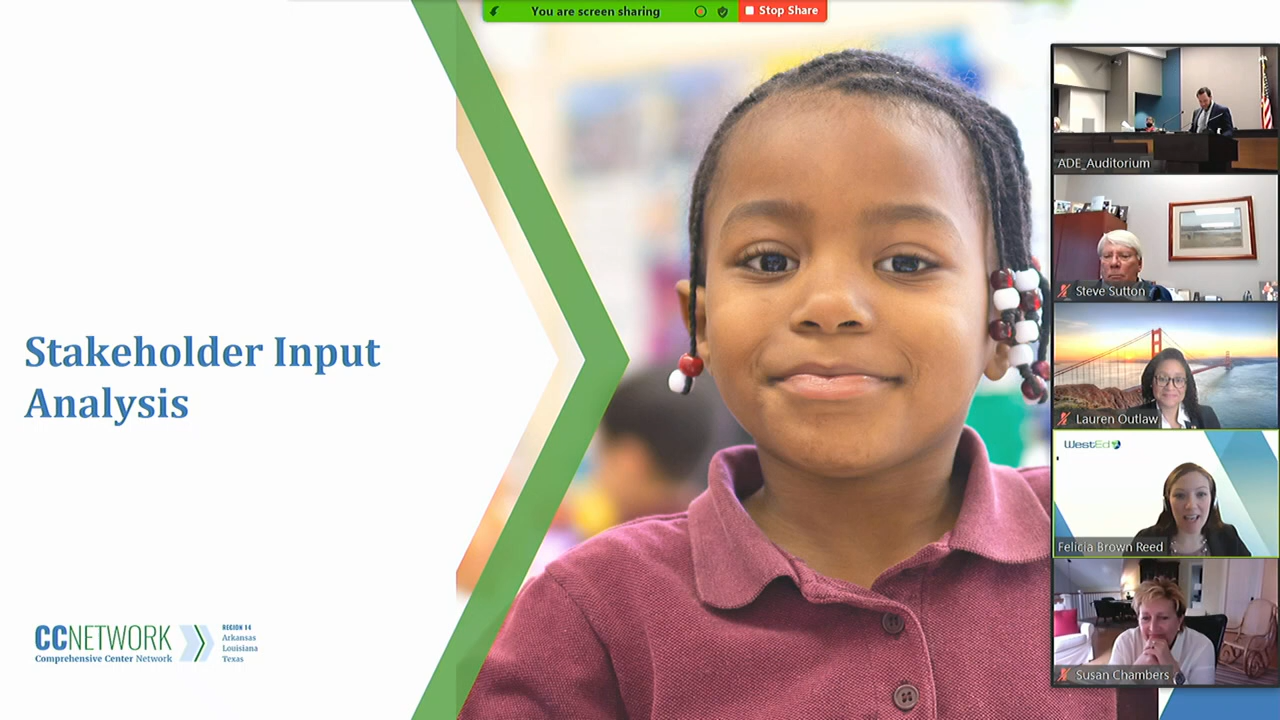 You are screen sharing
Stop Share
ADE_Auditorium
Steve Sutton
Lauren Outlaw
WestEd
Felicia Brown Reed
Susan Chambers
Stakeholder Input
Analysis
CCNETWORK
Comprehensive Center Network
REGION 14
Arkansas
Louisiana
Texas